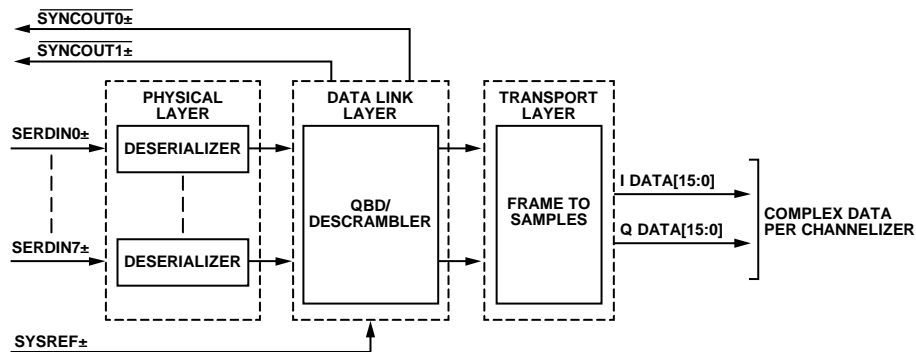 SYNCOUT0±
SYNCOUT1±
PHYSICAL
LAYER
DATA LINK
LAYER
TRANSPORT
LAYER
SERDIN0±
DESERIALIZER
QBD/
DESCRAMBLER
FRAME TO
SAMPLES
I DATA[15:0]
Q DATA[15:0]
COMPLEX DATA
PER CHANNELIZER
SERDIN7±
DESERIALIZER
SYSREF±